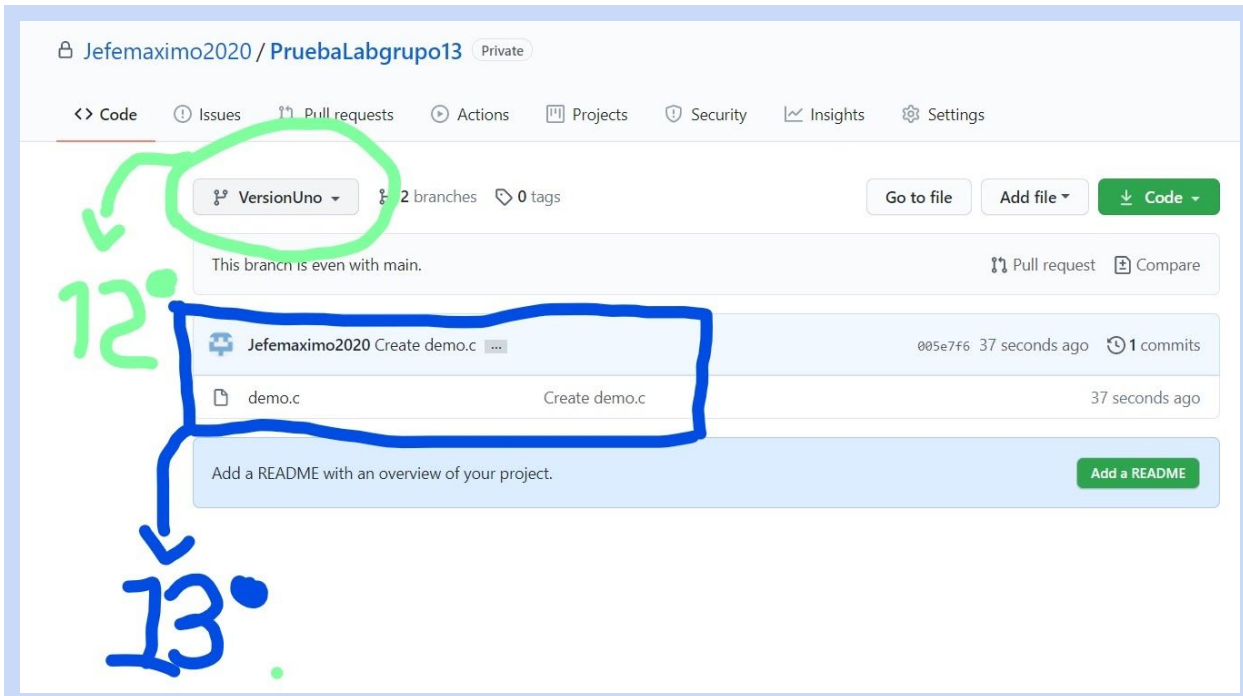 Jefemaximo2020 / PruebaLabgrupo13 Private
Code Issues Pull requests Actions Projects Security Insights Settings
VersionUno 2 branches 0 tags Go to file Add file Code
This branch is even with main. Pull request Compare
12°
Jefemaximo2020 Create demo.c ... 005e7f6 37 seconds ago 1 commits
demo.c Create demo.c 37 seconds ago
Add a README with an overview of your project. Add a README
13°